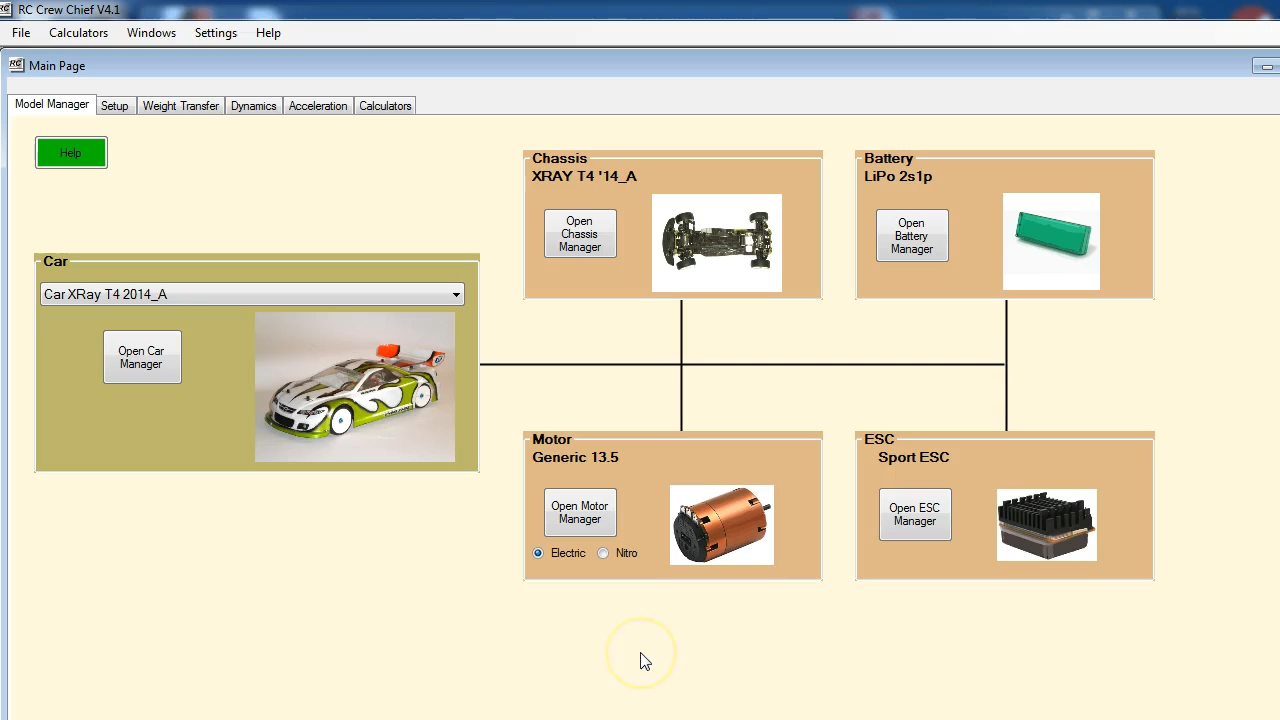 RC Crew Chief V4.1
File Calculators Windows Settings Help
RC Main Page
Model Manager Setup Weight Transfer Dynamics Acceleration Calculators
Help
Chassis
XRAY T4 '14_A
Open
Chassis
Manager
Battery
LiPo 2s1p
Open
Battery
Manager
Car
Car XRay T4 2014_A
Open Car
Manager
Motor
Generic 13.5
Open Motor
Manager
Electric Nitro
ESC
Sport ESC
Open ESC
Manager